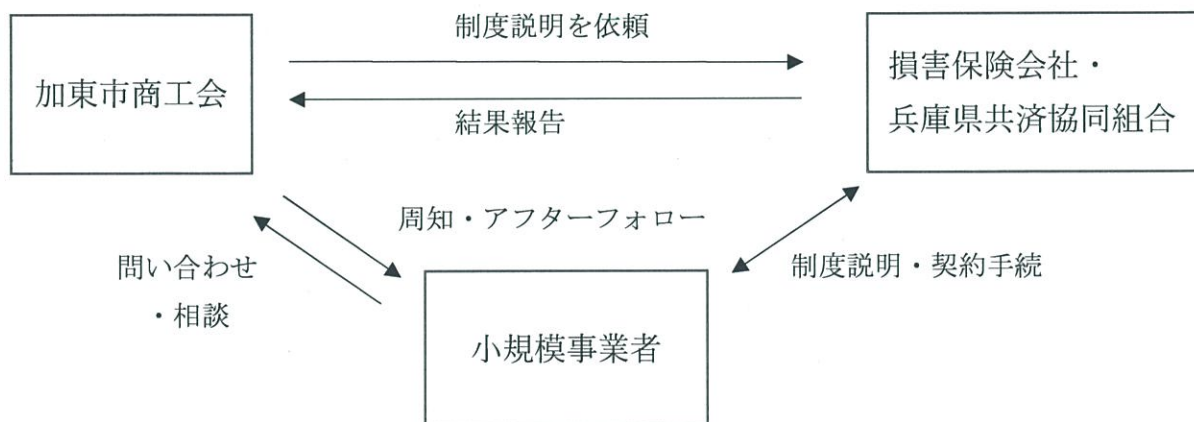 制度説明を依頼
加東市商工会
損害保険会社・
兵庫県共済協同組合
結果報告
周知・アフターフォロー
問い合わせ
・相談
制度説明・契約手続
小規模事業者